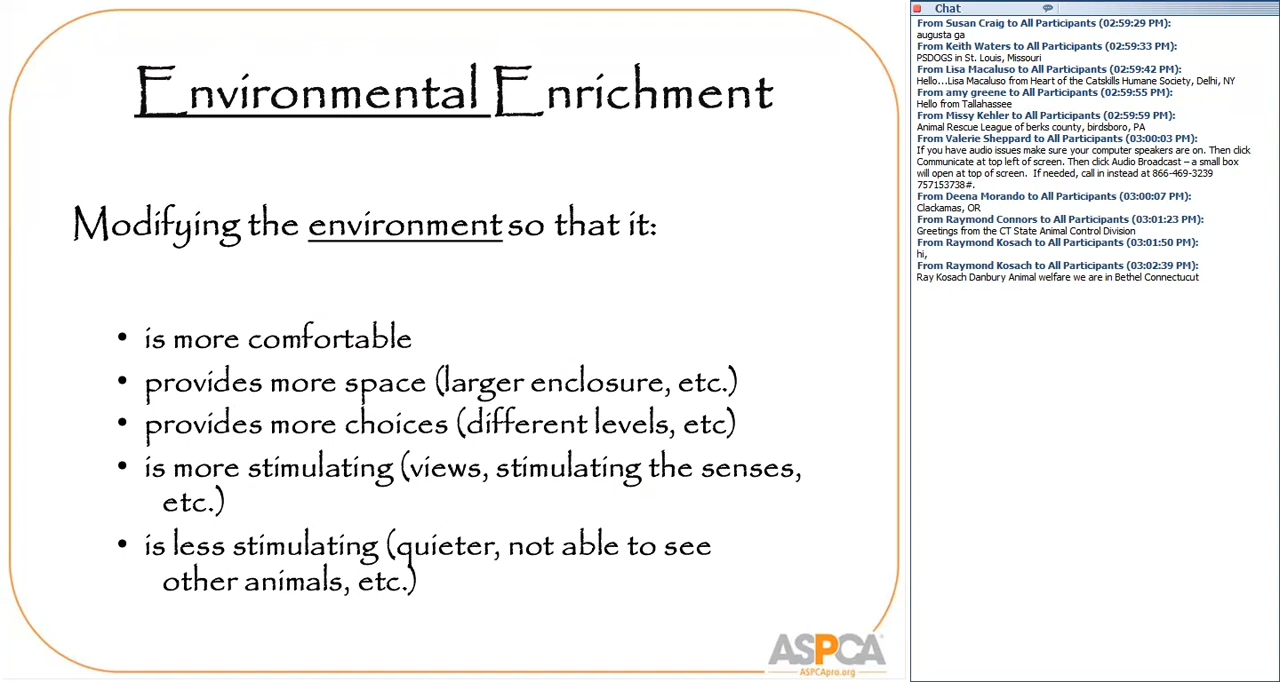 Environmental Enrichment
Modifying the environment so that it:
• is more comfortable
• provides more space (larger enclosure, etc.)
• provides more choices (different levels, etc)
• is more stimulating (views, stimulating the senses,
etc.)
• is less stimulating (quieter, not able to see
other animals, etc.)
ASPCA®
ASPCApro.org
Chat
From Susan Craig to All Participants (02:59:29 PM):
augusta ga
From Keith Waters to All Participants (02:59:33 PM):
PSDOGS in St. Louis, Missouri
From Lisa Macaluso to All Participants (02:59:42 PM):
Hello...Lisa Macaluso from Heart of the Catskills Humane Society, Delhi, NY
From amy greene to All Participants (02:59:55 PM):
Hello from Tallahassee
From Missy Kehler to All Participants (02:59:59 PM):
Animal Rescue League of berks county, birdsboro, PA
From Valerie Sheppard to All Participants (03:00:03 PM):
If you have audio issues make sure your computer speakers are on. Then click
Communicate at top left of screen. Then click Audio Broadcast – a small box
will open at top of screen.  If needed, call in instead at 866-469-3239
757153738#.
From Deena Morando to All Participants (03:00:07 PM):
Clackamas, OR
From Raymond Connors to All Participants (03:01:23 PM):
Greetings from the CT State Animal Control Division
From Raymond Kosach to All Participants (03:01:50 PM):
hi,
From Raymond Kosach to All Participants (03:02:39 PM):
Ray Kosach Danbury Animal welfare we are in Bethel Connectucut